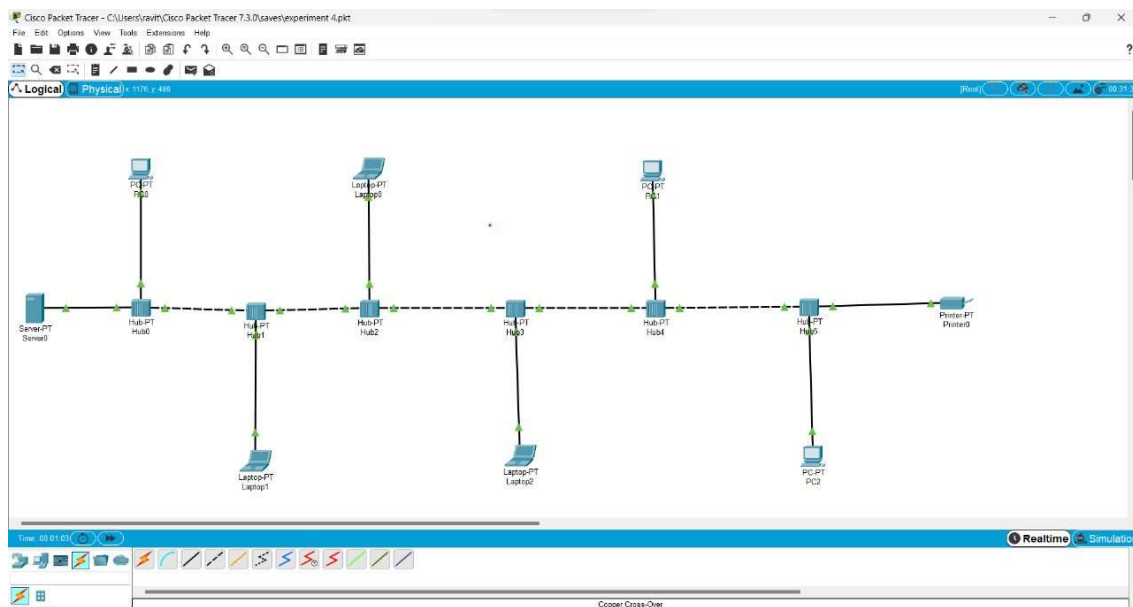 Cisco Packet Tracer - C:\Users\ravit\Cisco Packet Tracer 7.3.0\saves\experiment 4.pkt
File Edit Options View Tools Extensions Help
?
Logical Physical x: 1176, y: 486 [Root] 00:31:3
PC-PT
PC0
Laptop-PT
Laptop0
PC-PT
PC1
Server-PT
Server0
Hub-PT
Hub0
Hub-PT
Hub1
Hub-PT
Hub2
Hub-PT
Hub3
Hub-PT
Hub4
Hub-PT
Hub5
Printer-PT
Printer0
Laptop-PT
Laptop1
Laptop-PT
Laptop2
PC-PT
PC2
Time: 00:01:03 Realtime Simulation
Copper Cross-Over